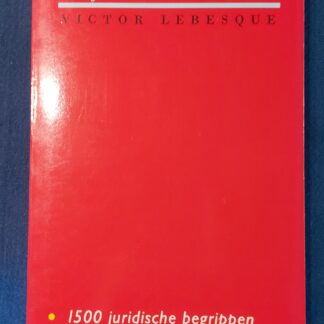 VICTOR LEBESQUE
• 1500 juridische begrippen